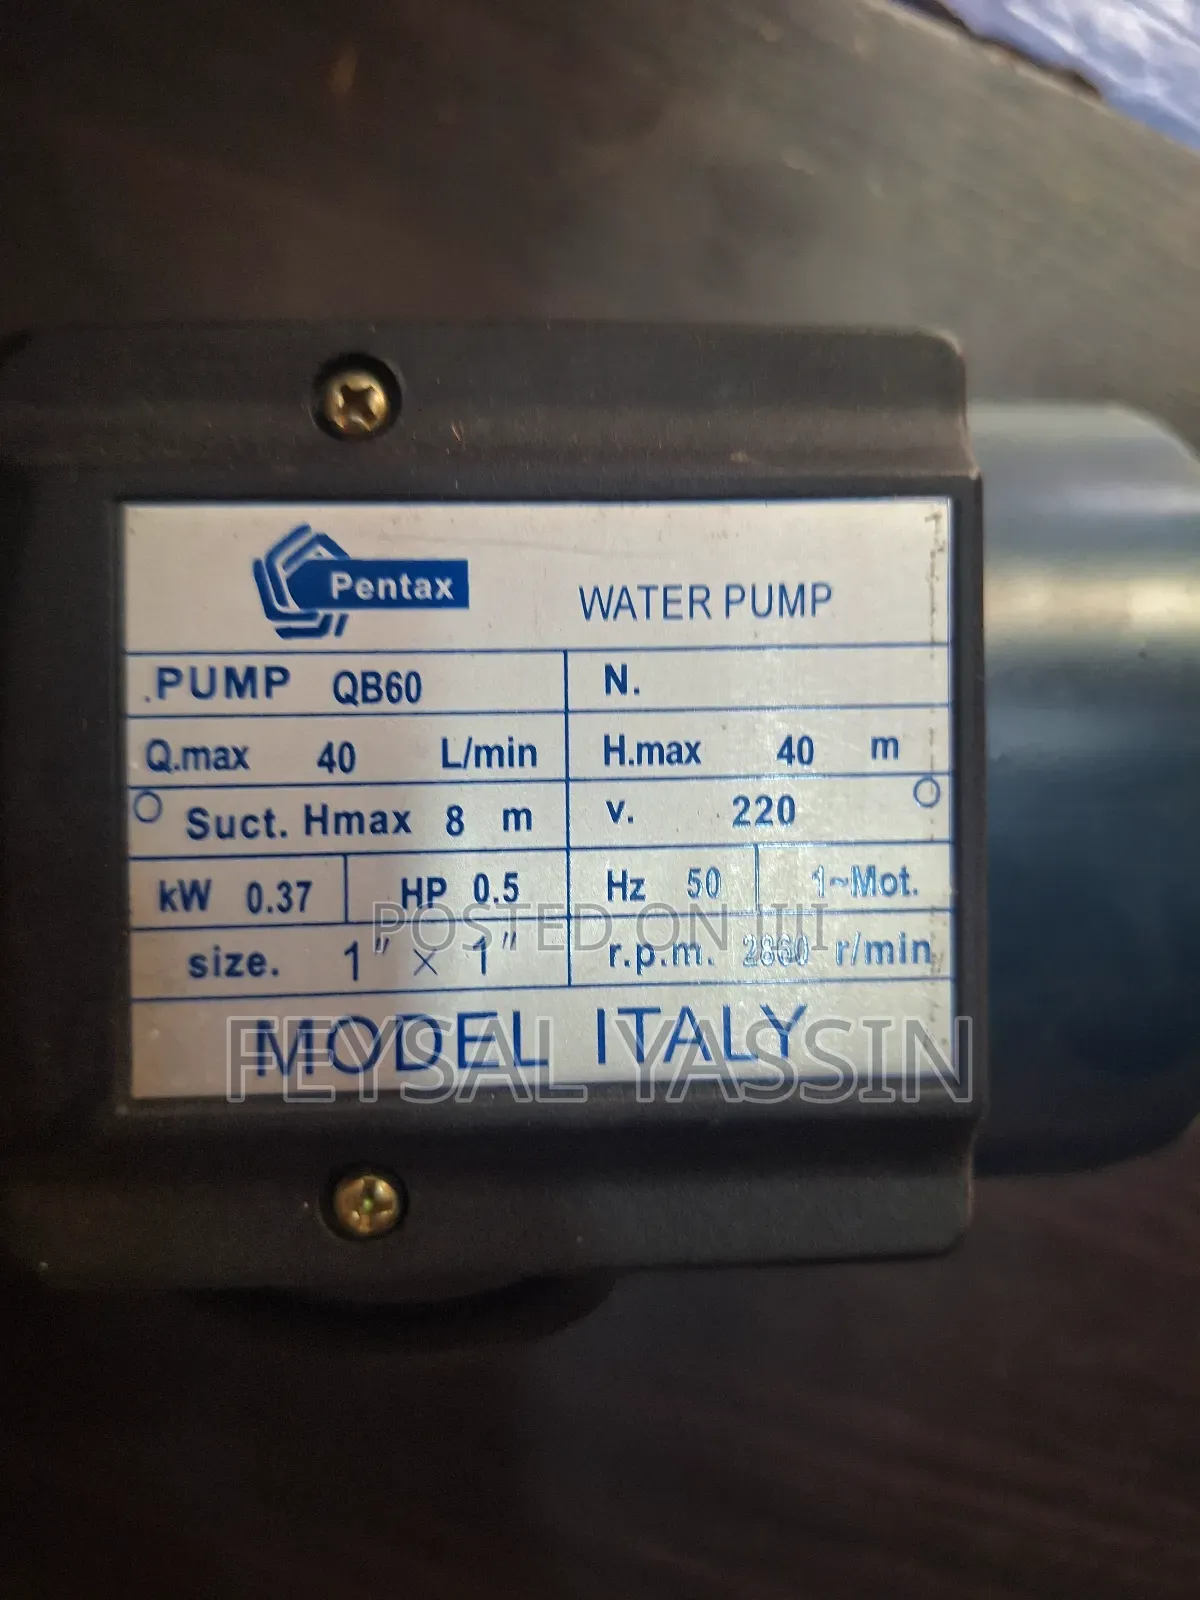 Pentax
WATER PUMP
.PUMP QB60 N.
Q.max 40 L/min H.max 40 m
Suct. Hmax 8 m v. 220
kW 0.37 HP 0.5 Hz 50 1~Mot.
POSTED ON JIJI
size. 1" × 1" r.p.m. 2860 r/min
MODEL ITALY
FEYSAL YASSIN